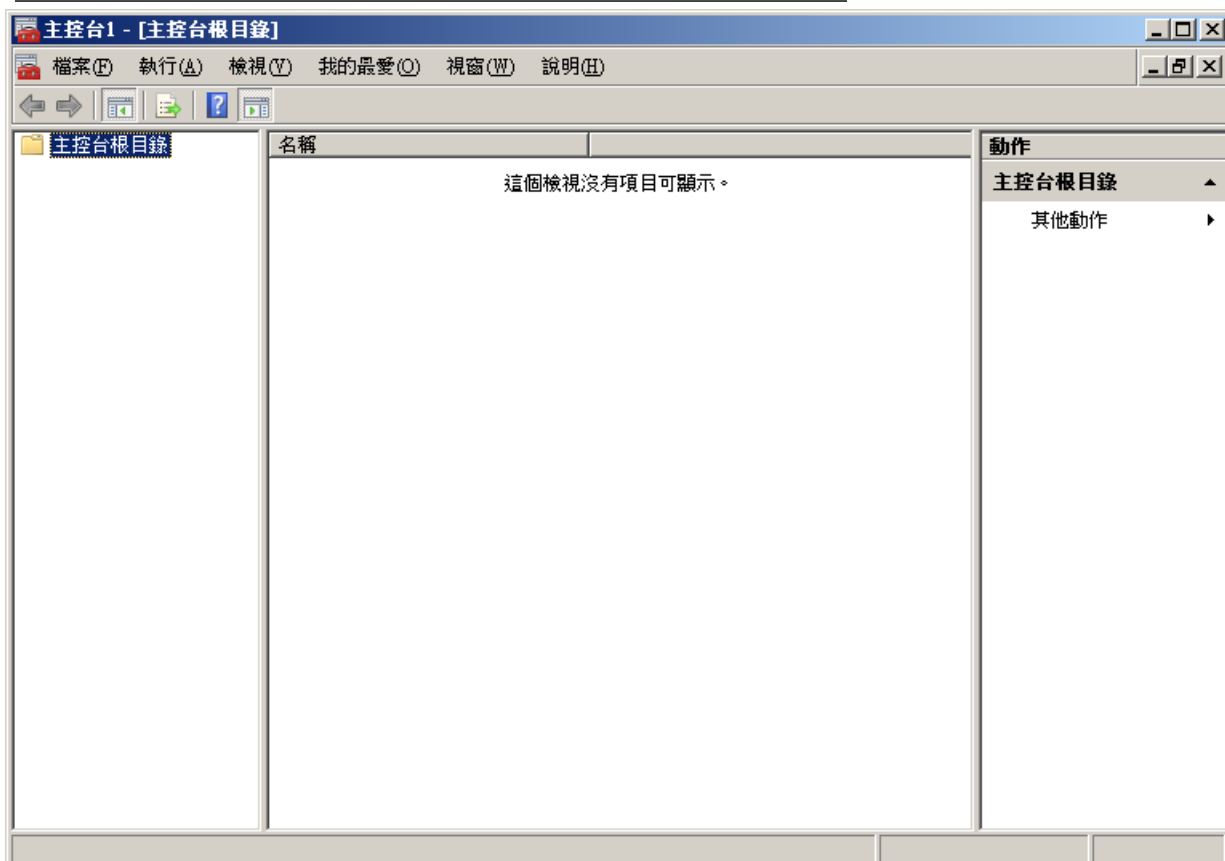 主控台1 - [主控台根目錄]
檔案(F) 執行(A) 檢視(V) 我的最愛(O) 視窗(W) 說明(H)
主控台根目錄
名稱
這個檢視沒有項目可顯示。
動作
主控台根目錄
其他動作